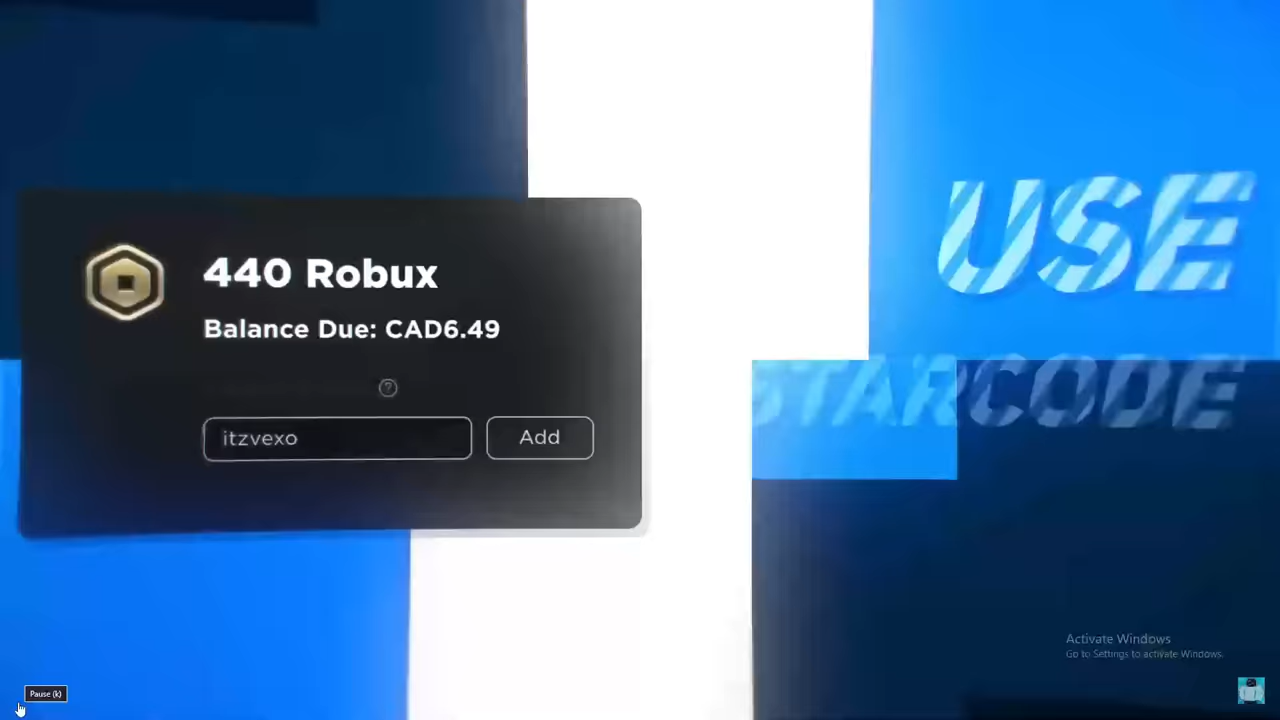 440 Robux
Balance Due: CAD6.49
itzvexo
Add
USE
STARCODE
Activate Windows
Go to Settings to activate Windows.
Pause (k)